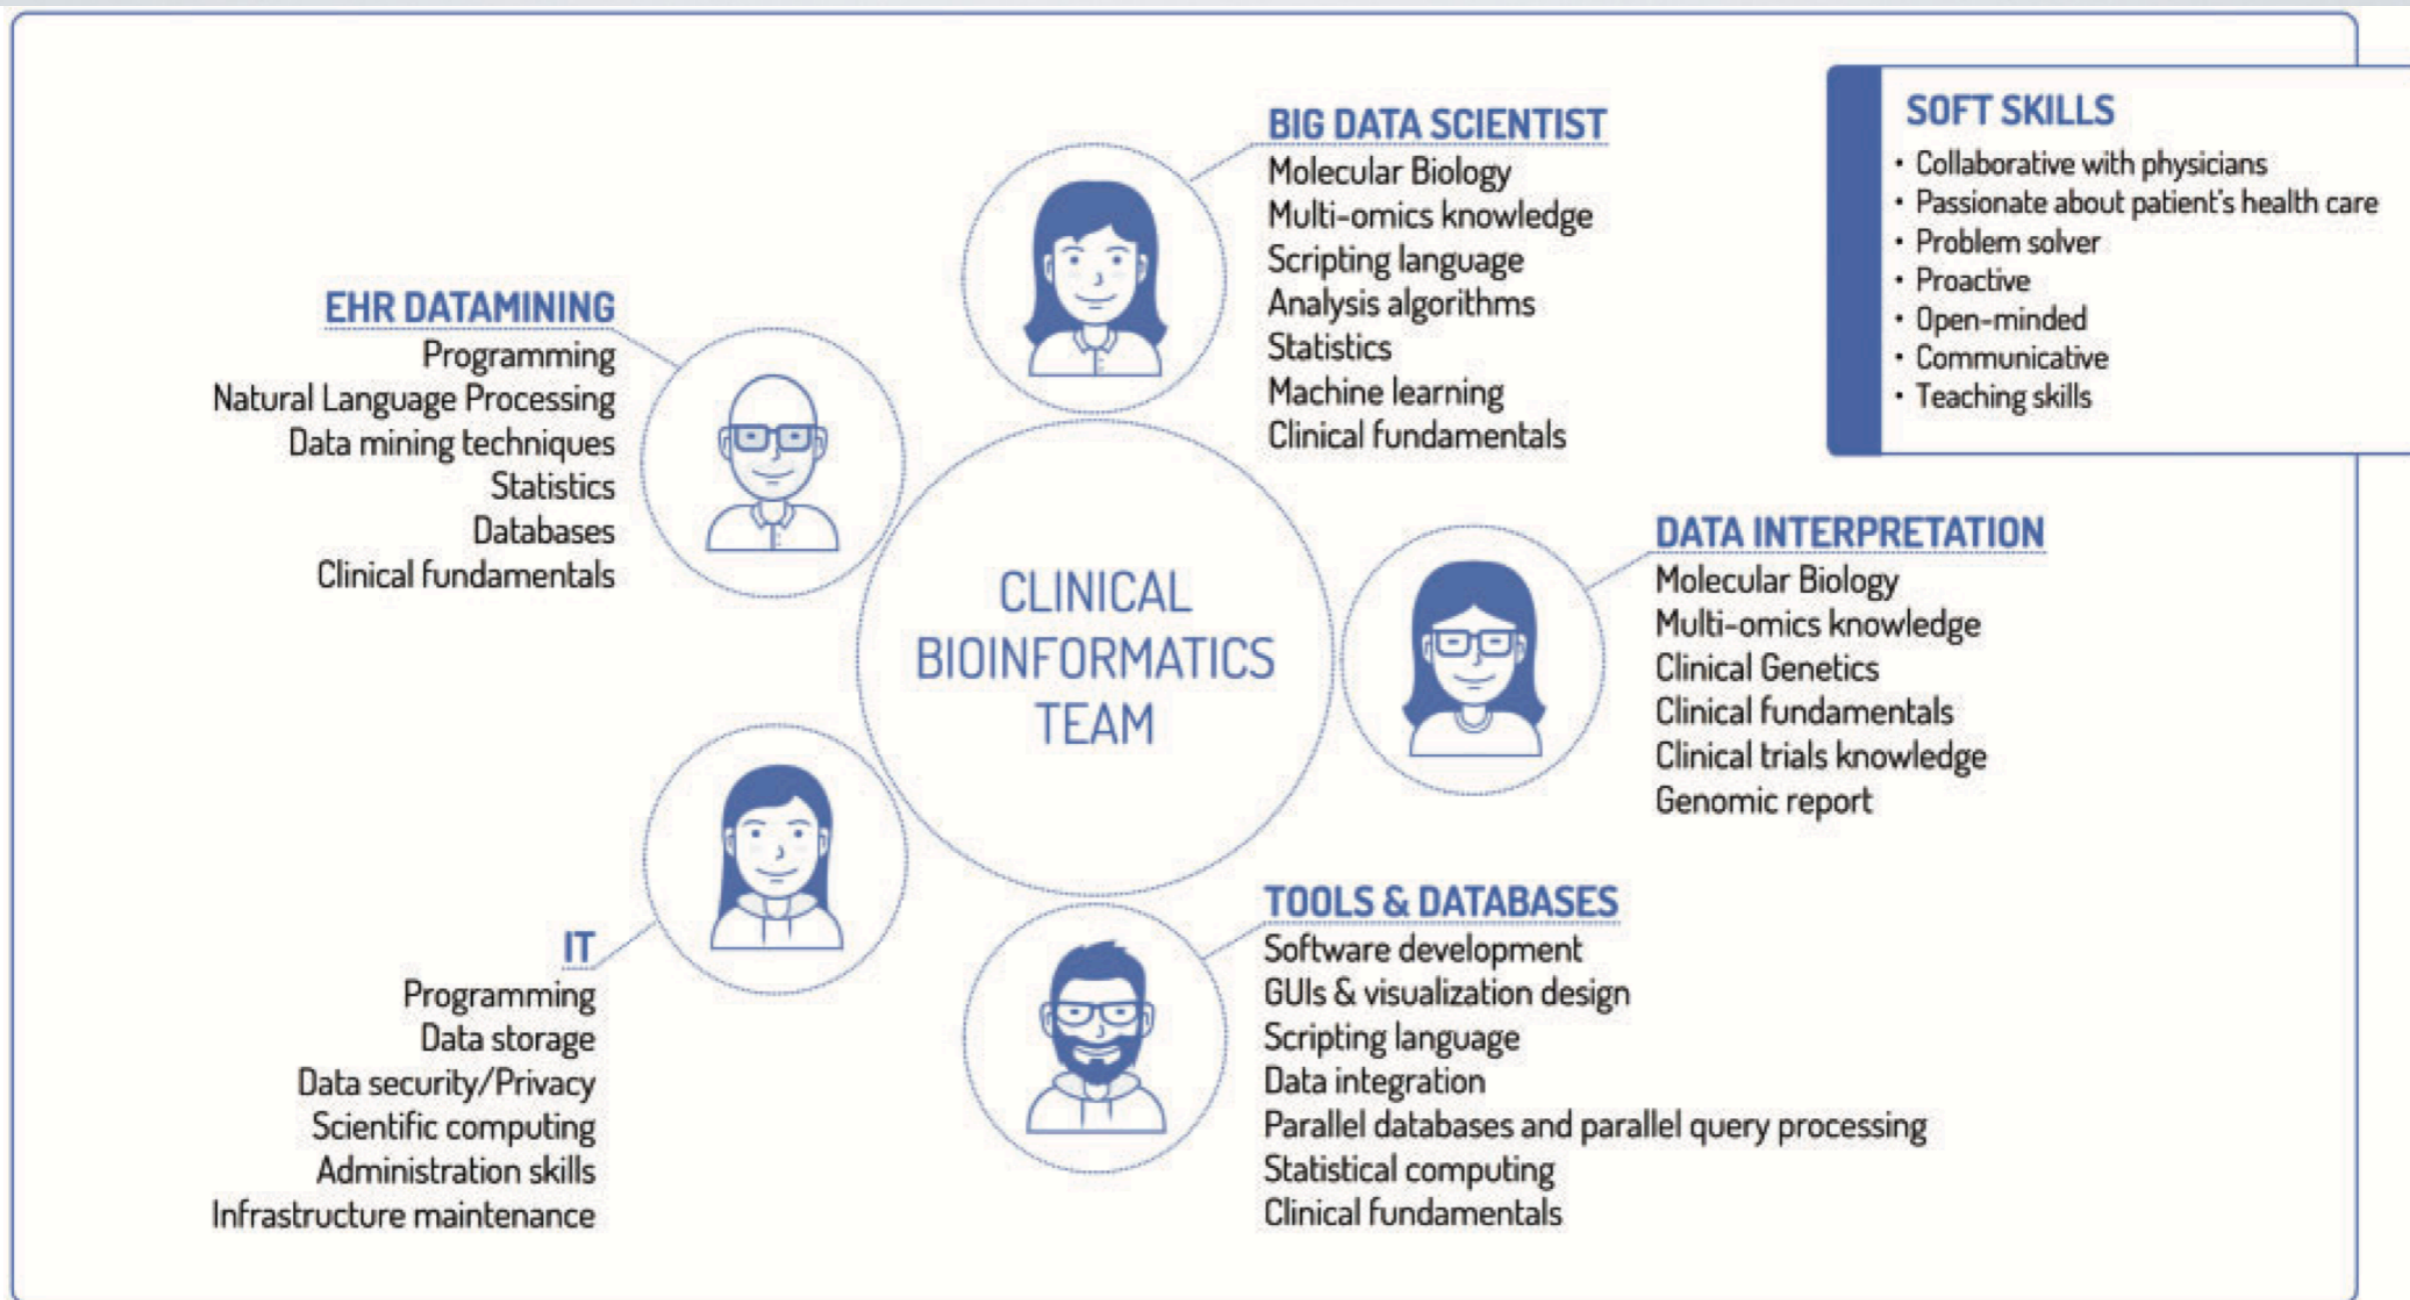 BIG DATA SCIENTIST
Molecular Biology
Multi-omics knowledge
Scripting language
Analysis algorithms
Statistics
Machine learning
Clinical fundamentals
SOFT SKILLS
• Collaborative with physicians
• Passionate about patient's health care
• Problem solver
• Proactive
• Open-minded
• Communicative
• Teaching skills
EHR DATAMINING
Programming
Natural Language Processing
Data mining techniques
Statistics
Databases
Clinical fundamentals
CLINICAL
BIOINFORMATICS
TEAM
DATA INTERPRETATION
Molecular Biology
Multi-omics knowledge
Clinical Genetics
Clinical fundamentals
Clinical trials knowledge
Genomic report
IT
Programming
Data storage
Data security/Privacy
Scientific computing
Administration skills
Infrastructure maintenance
TOOLS & DATABASES
Software development
GUIs & visualization design
Scripting language
Data integration
Parallel databases and parallel query processing
Statistical computing
Clinical fundamentals